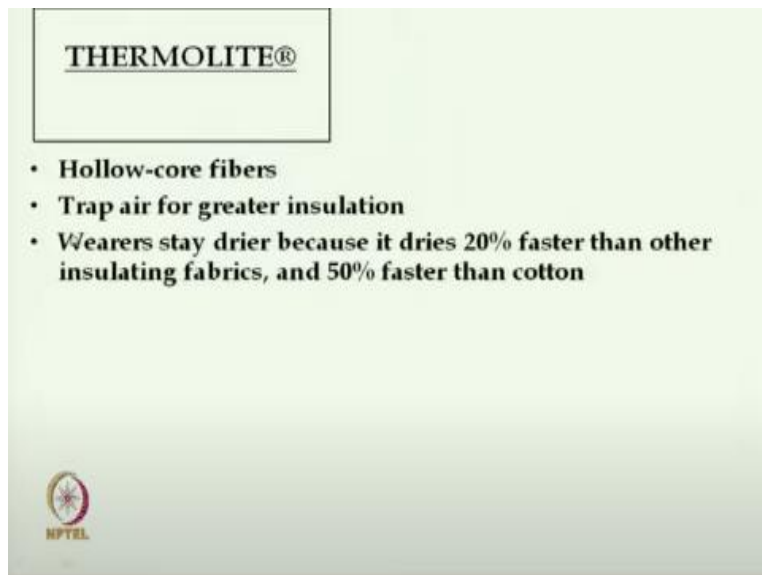 THERMOLITE®
• Hollow-core fibers
• Trap air for greater insulation
• Wearers stay drier because it dries 20% faster than other
insulating fabrics, and 50% faster than cotton
NPTEL